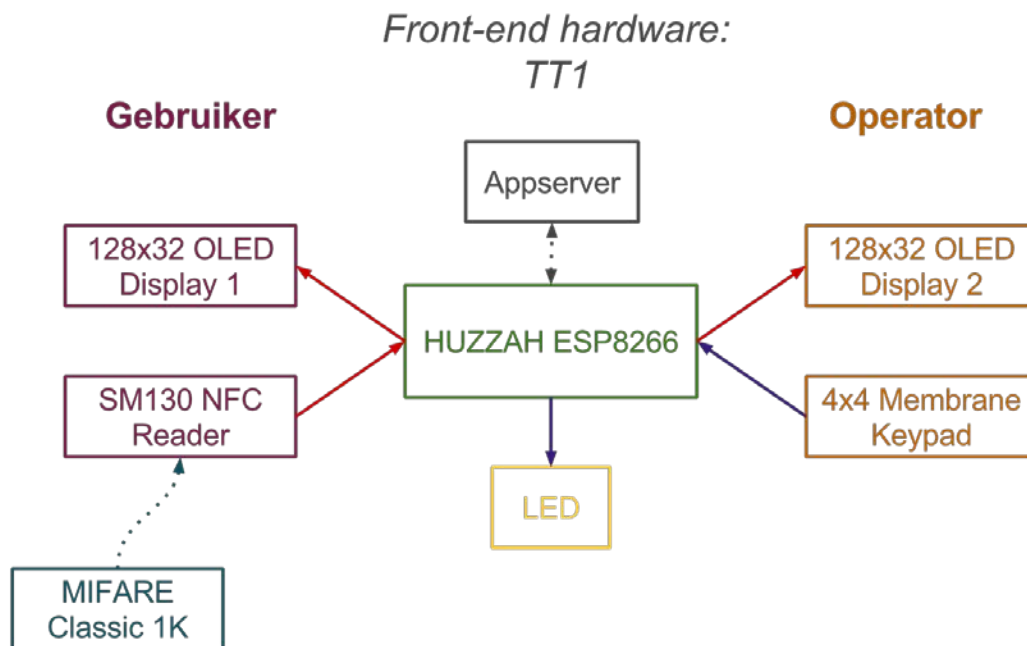 Front-end hardware:
TT1
Gebruiker
Operator
Appserver
128x32 OLED
Display 1
128x32 OLED
Display 2
HUZZAH ESP8266
SM130 NFC
Reader
4x4 Membrane
Keypad
LED
MIFARE
Classic 1K